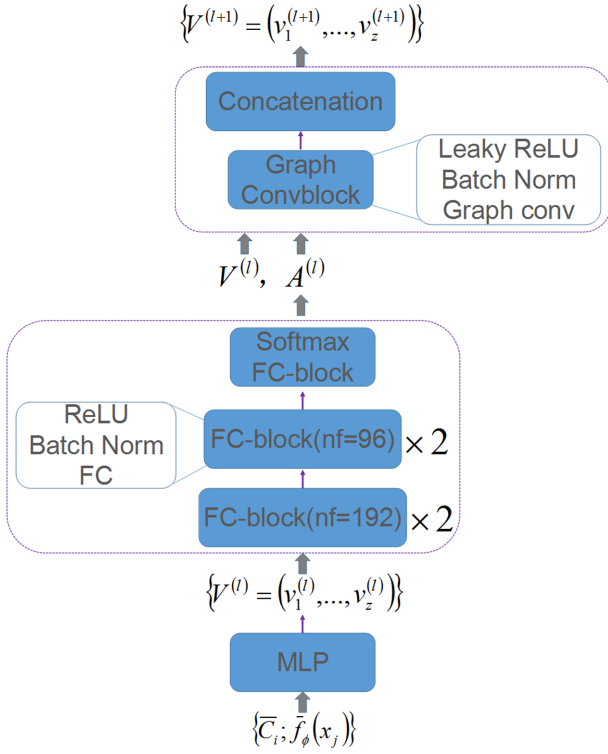 {V^(l+1) = (v_1^(l+1),...,v_z^(l+1))}
Concatenation
Graph
Convblock
Leaky ReLU
Batch Norm
Graph conv
V^(l), A^(l)
Softmax
FC-block
ReLU
Batch Norm
FC
FC-block(nf=96) × 2
FC-block(nf=192) × 2
{V^(l) = (v_1^(l),...,v_z^(l))}
MLP
{C̅_i; f̄_ϕ(x_j)}